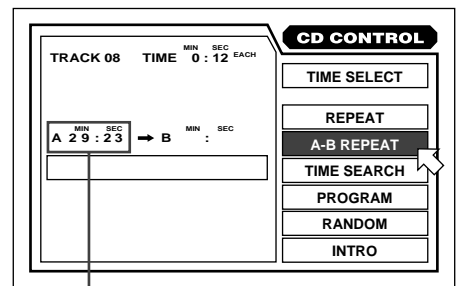 CD CONTROL
MIN SEC
TRACK 08 TIME 0 : 12 EACH
TIME SELECT
REPEAT
MIN SEC MIN SEC
A 29 : 23 ➞ B :
A-B REPEAT
TIME SEARCH
PROGRAM
RANDOM
INTRO